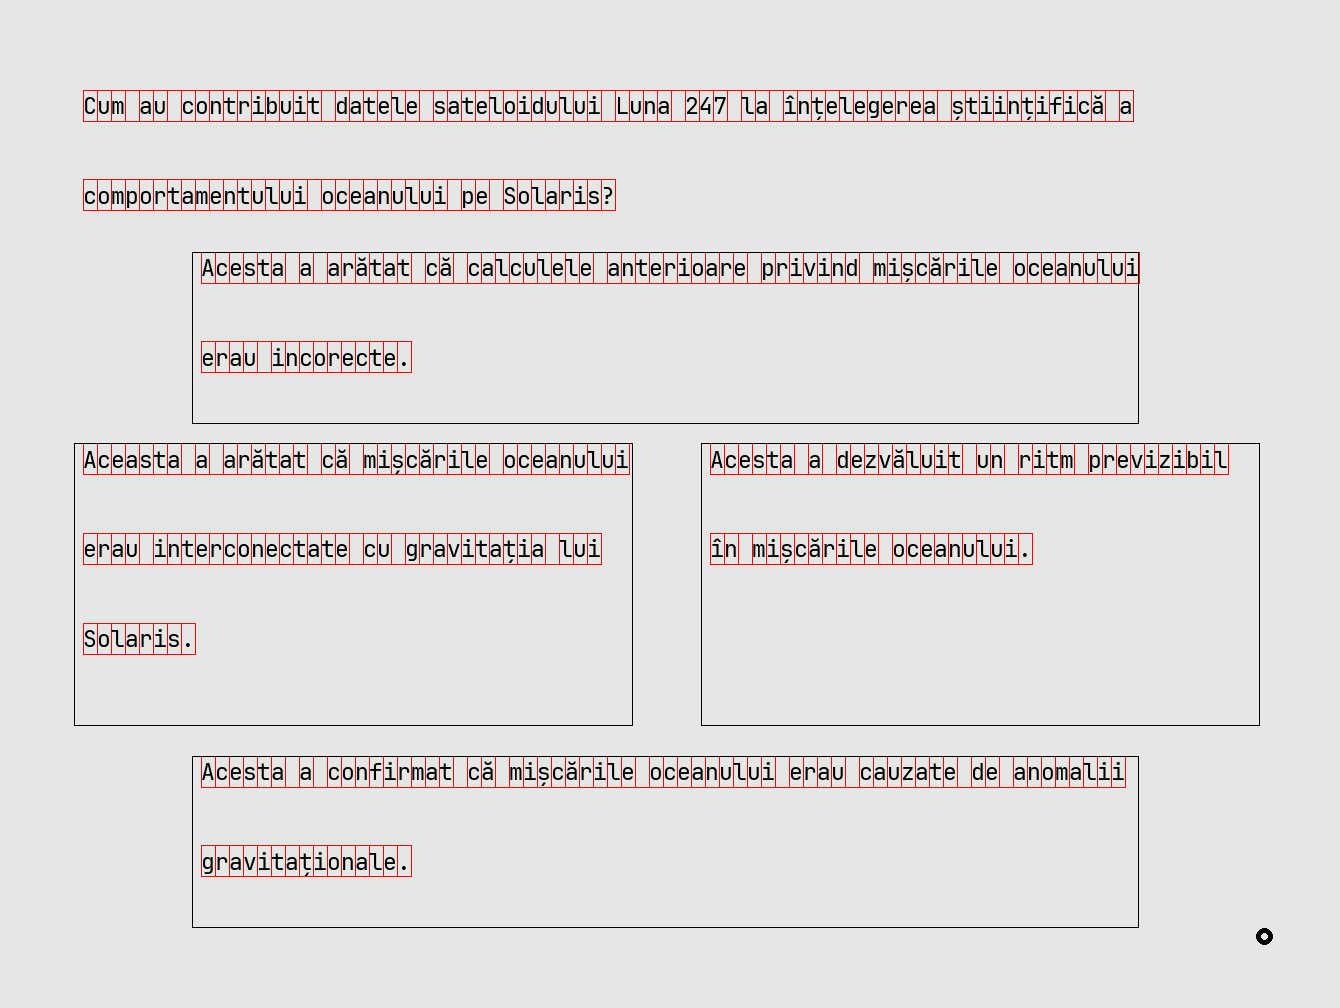 Cum au contribuit datele sateloidului Luna 247 la înțelegerea științifică a
comportamentului oceanului pe Solaris?
Acesta a arătat că calculele anterioare privind mișcările oceanului
erau incorecte.
Aceasta a arătat că mișcările oceanului
erau interconectate cu gravitația lui
Solaris.
Acesta a dezvăluit un ritm previzibil
în mișcările oceanului.
Acesta a confirmat că mișcările oceanului erau cauzate de anomalii
gravitaționale.